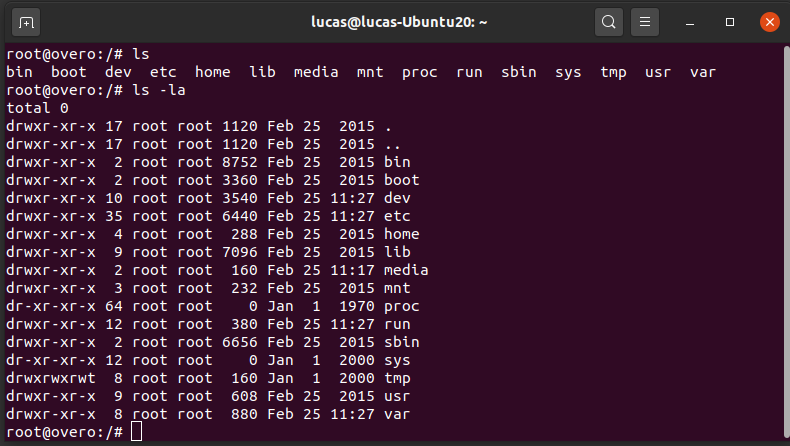 lucas@lucas-Ubuntu20: ~
root@overo:/# ls
bin  boot  dev  etc  home  lib  media  mnt  proc  run  sbin  sys  tmp  usr  var
root@overo:/# ls -la
total 0
drwxr-xr-x 17 root root 1120 Feb 25  2015 .
drwxr-xr-x 17 root root 1120 Feb 25  2015 ..
drwxr-xr-x  2 root root 8752 Feb 25  2015 bin
drwxr-xr-x  2 root root 3360 Feb 25  2015 boot
drwxr-xr-x 10 root root 3540 Feb 25 11:27 dev
drwxr-xr-x 35 root root 6440 Feb 25 11:27 etc
drwxr-xr-x  4 root root  288 Feb 25  2015 home
drwxr-xr-x  9 root root 7096 Feb 25  2015 lib
drwxr-xr-x  2 root root  160 Feb 25 11:17 media
drwxr-xr-x  3 root root  232 Feb 25  2015 mnt
dr-xr-xr-x 64 root root    0 Jan  1  1970 proc
drwxr-xr-x 12 root root  380 Feb 25 11:27 run
drwxr-xr-x  2 root root 6656 Feb 25  2015 sbin
dr-xr-xr-x 12 root root    0 Jan  1  2000 sys
drwxrwxrwt  8 root root  160 Jan  1  2000 tmp
drwxr-xr-x  9 root root  608 Feb 25  2015 usr
drwxr-xr-x  8 root root  880 Feb 25 11:27 var
root@overo:/#